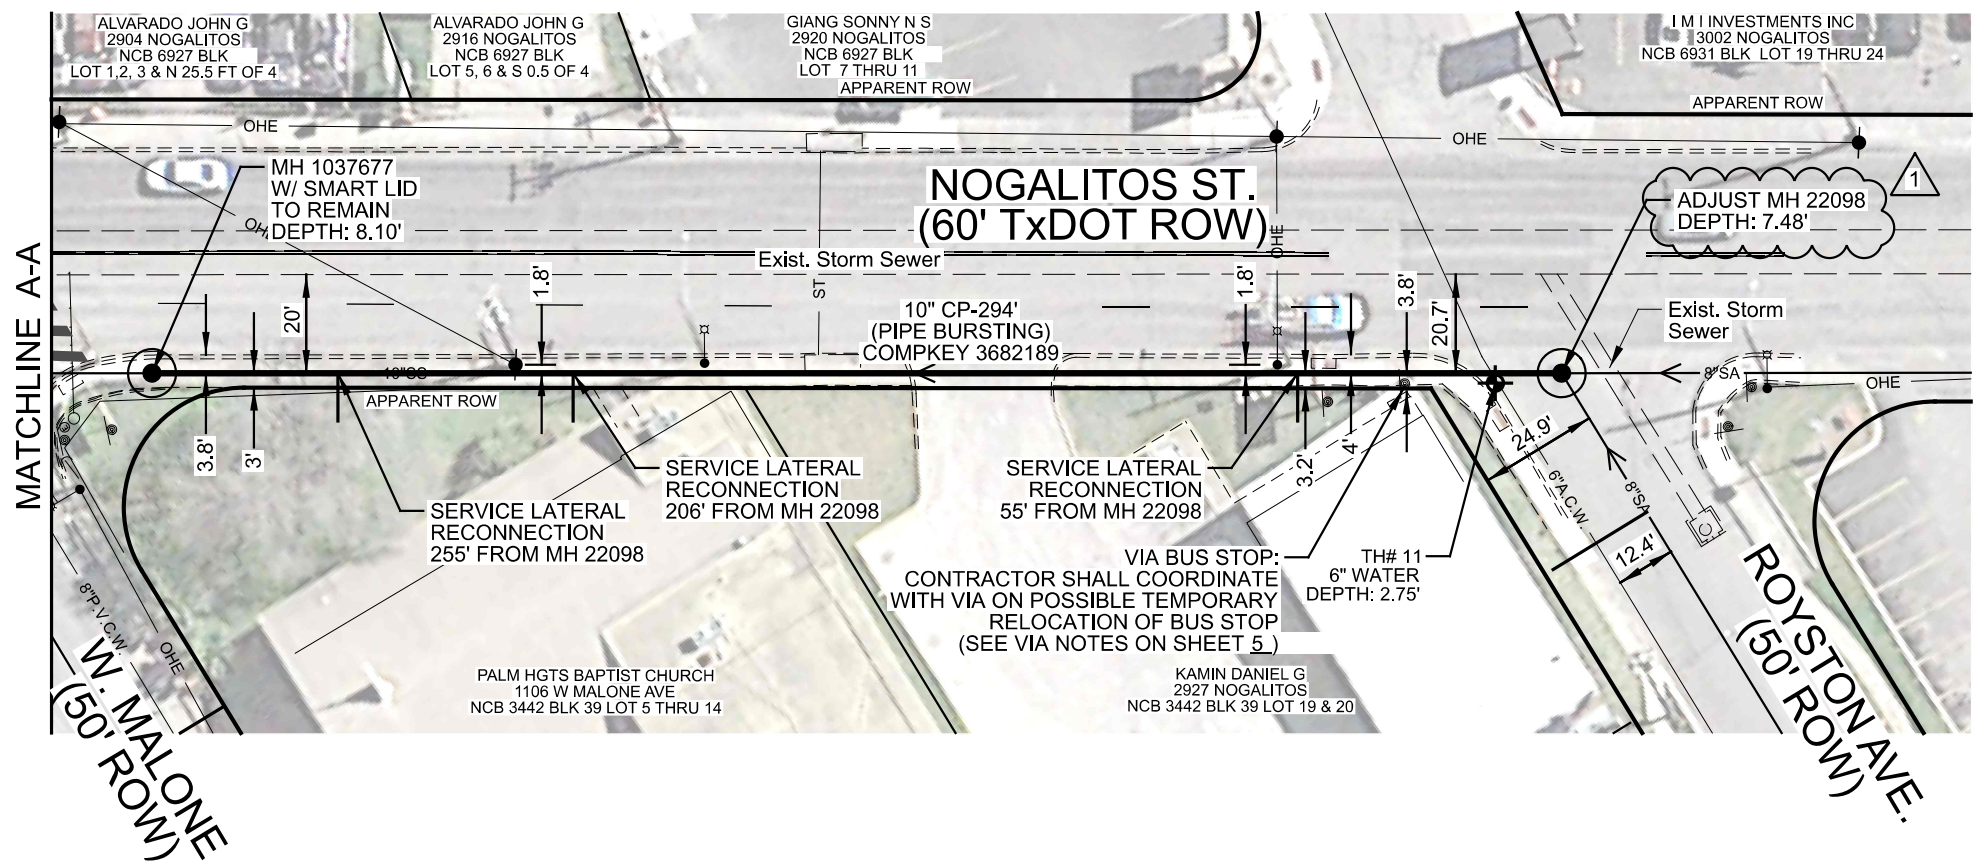 ALVARADO JOHN G
2904 NOGALITOS
NCB 6927 BLK
LOT 1,2, 3 & N 25.5 FT OF 4
ALVARADO JOHN G
2916 NOGALITOS
NCB 6927 BLK
LOT 5, 6 & S 0.5 OF 4
GIANG SONNY N S
2920 NOGALITOS
NCB 6927 BLK
LOT 7 THRU 11
APPARENT ROW
I M I INVESTMENTS INC
3002 NOGALITOS
NCB 6931 BLK LOT 19 THRU 24
APPARENT ROW
OHE
OHE
MH 1037677
W/ SMART LID
TO REMAIN
DEPTH: 8.10'
NOGALITOS ST.
(60' TxDOT ROW)
ADJUST MH 22098
DEPTH: 7.48'
1
OHE
Exist. Storm Sewer
MATCHLINE A-A
20'
1.8'
ST
10" CP-294'
(PIPE BURSTING)
COMPKEY 3682189
1.8'
3.8'
20.7'
Exist. Storm
Sewer
10"SS
8"SA
OHE
APPARENT ROW
3.8'
3'
SERVICE LATERAL
RECONNECTION
255' FROM MH 22098
SERVICE LATERAL
RECONNECTION
206' FROM MH 22098
SERVICE LATERAL
RECONNECTION
55' FROM MH 22098
3.2'
4'
24.9'
6"A.C.W.
8"SA
12.4'
VIA BUS STOP:
CONTRACTOR SHALL COORDINATE
WITH VIA ON POSSIBLE TEMPORARY
RELOCATION OF BUS STOP
(SEE VIA NOTES ON SHEET 5 )
TH# 11
6" WATER
DEPTH: 2.75'
8"P.V.C.W.
OHE
W. MALONE
(50' ROW)
PALM HGTS BAPTIST CHURCH
1106 W MALONE AVE
NCB 3442 BLK 39 LOT 5 THRU 14
KAMIN DANIEL G
2927 NOGALITOS
NCB 3442 BLK 39 LOT 19 & 20
ROYSTON AVE.
(50' ROW)